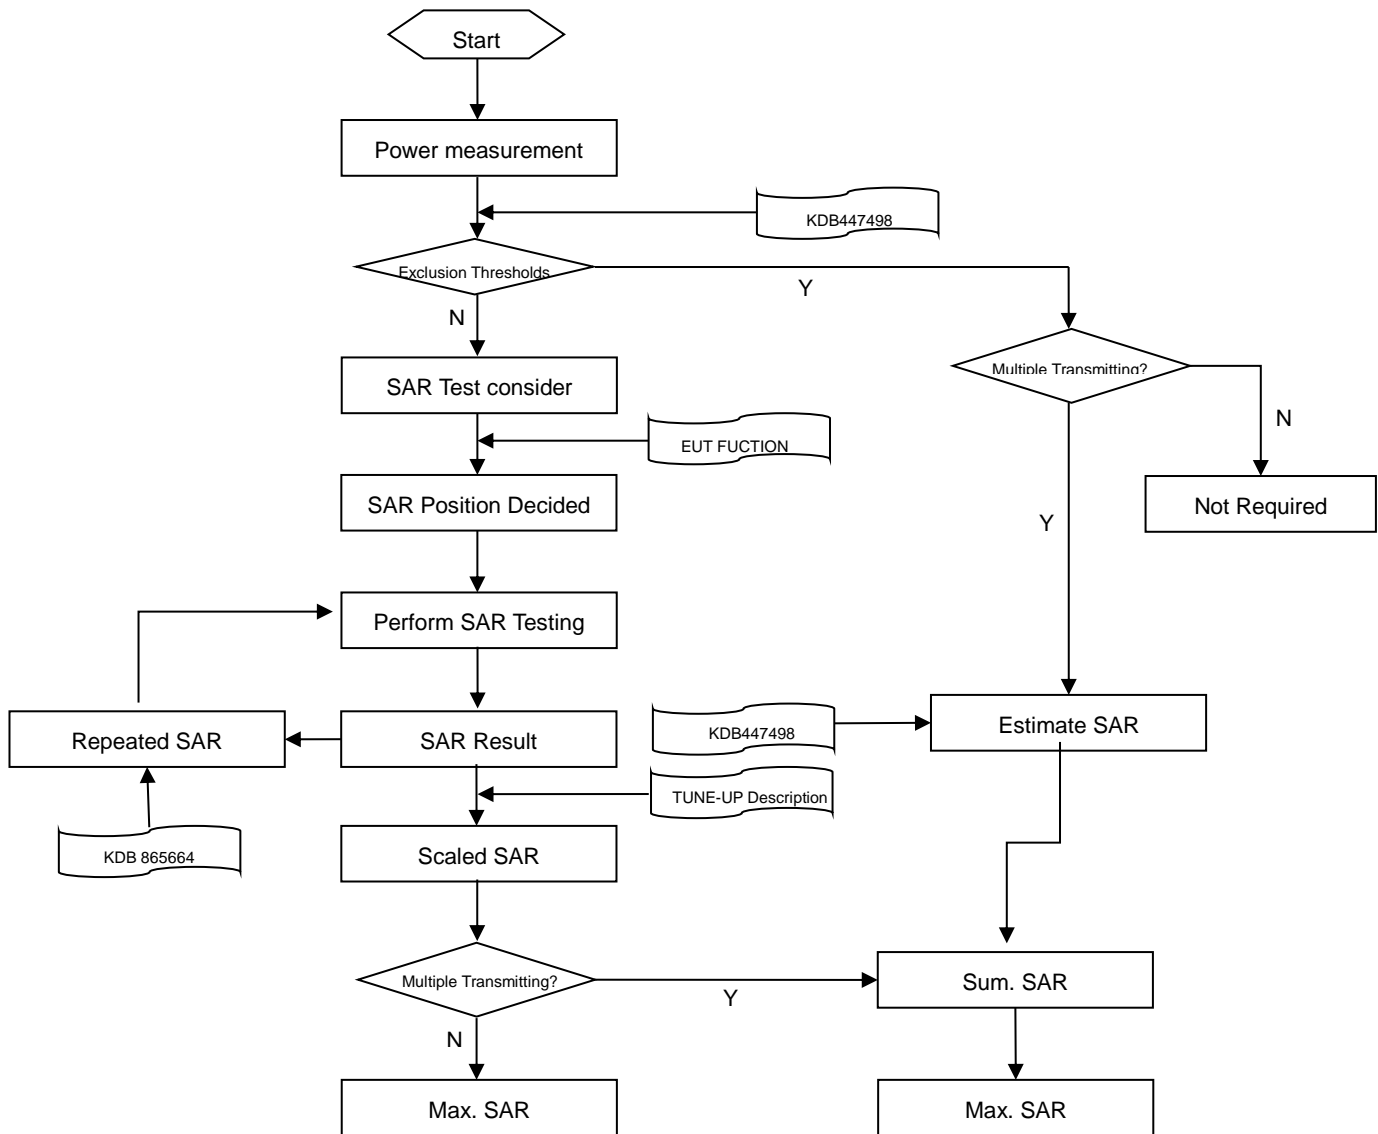 Start
Power measurement
KDB447498
Exclusion Thresholds
Y
N
Multiple Transmitting?
SAR Test consider
N
EUT FUCTION
SAR Position Decided
Not Required
Y
Perform SAR Testing
Repeated SAR
SAR Result
KDB447498
Estimate SAR
TUNE-UP Description
KDB 865664
Scaled SAR
Multiple Transmitting?
Y
Sum. SAR
N
Max. SAR
Max. SAR